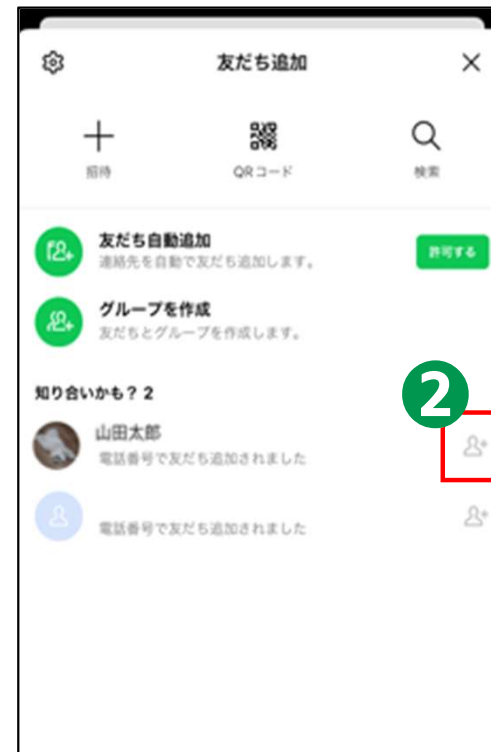 友だち追加
招待
QRコード
検索
友だち自動追加
連絡先を自動で友だち追加します。
許可する
グループを作成
友だちとグループを作成します。
知り合いかも？2
2
山田太郎
電話番号で友だち追加されました
電話番号で友だち追加されました